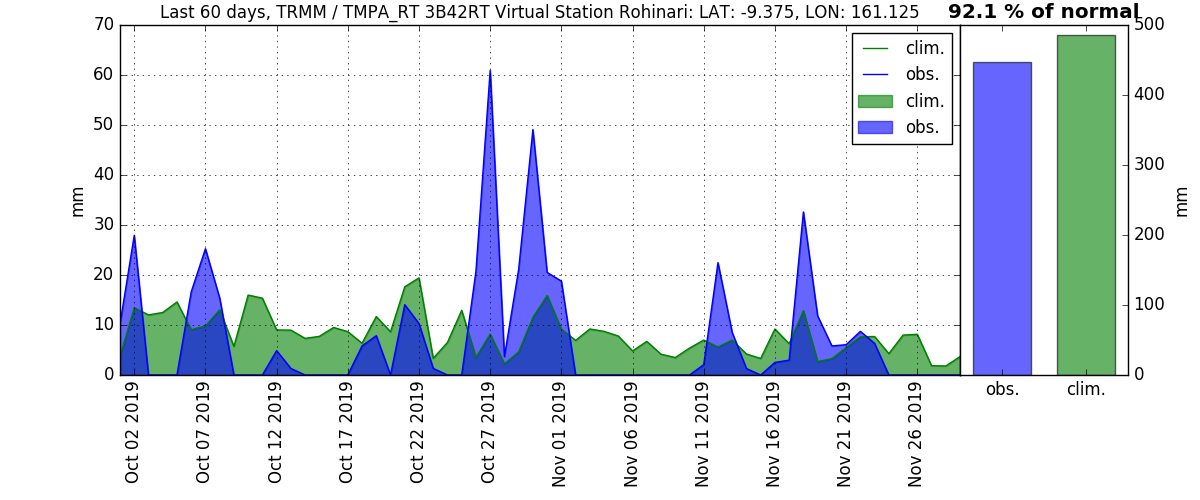 Last 60 days, TRMM / TMPA_RT 3B42RT Virtual Station Rohinari: LAT: -9.375, LON: 161.125
92.1 % of normal
70
60
50
40
30
20
10
0
mm
clim.
obs.
clim.
obs.
500
400
300
200
100
0
mm
Oct 02 2019
Oct 07 2019
Oct 12 2019
Oct 17 2019
Oct 22 2019
Oct 27 2019
Nov 01 2019
Nov 06 2019
Nov 11 2019
Nov 16 2019
Nov 21 2019
Nov 26 2019
obs.
clim.